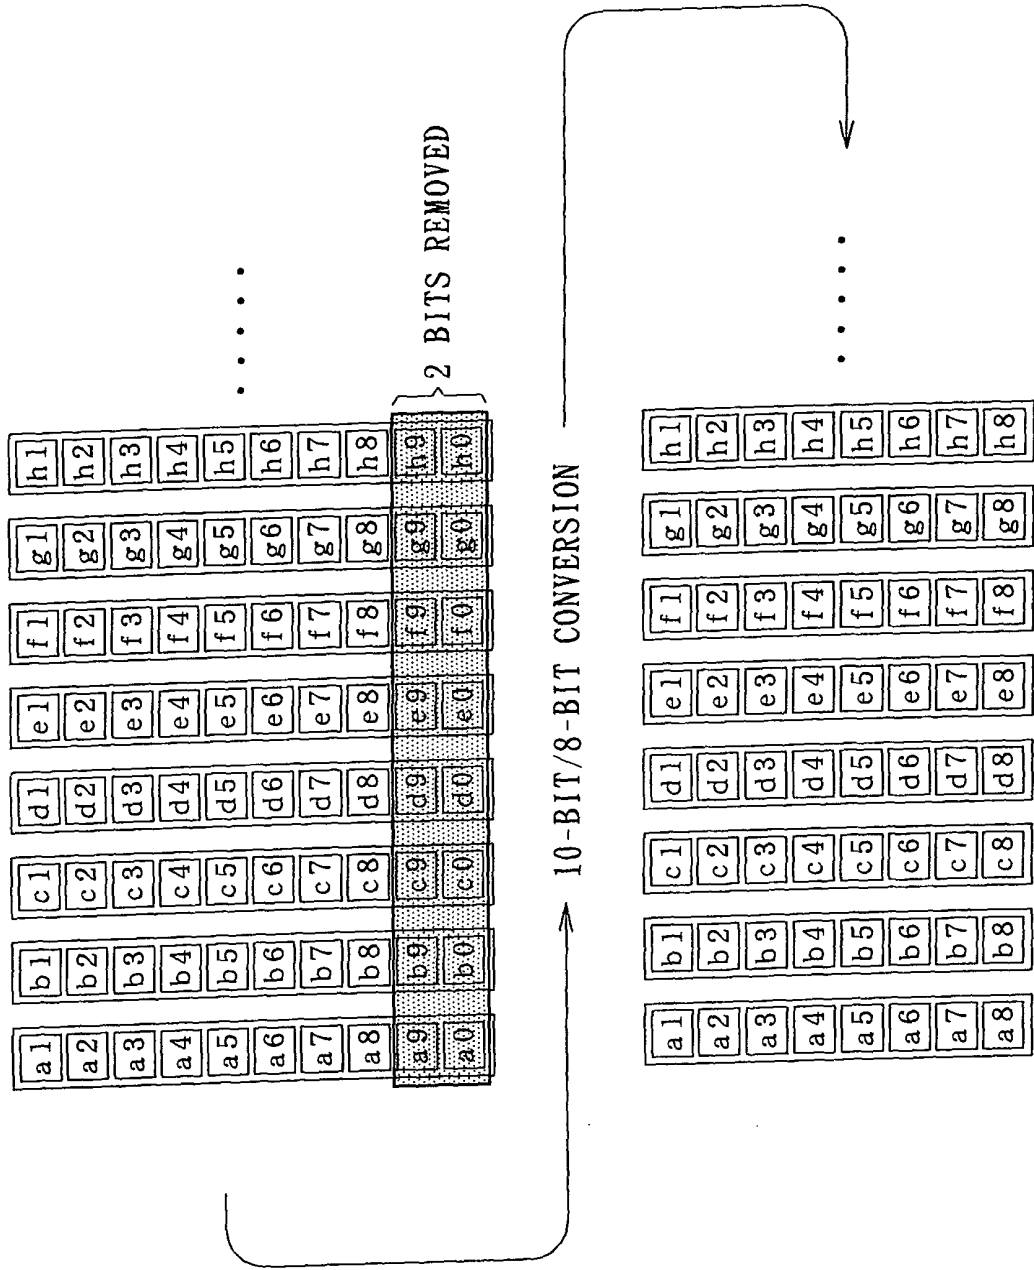 a1 b1 c1 d1 e1 f1 g1 h1
a2 b2 c2 d2 e2 f2 g2 h2
a3 b3 c3 d3 e3 f3 g3 h3
a4 b4 c4 d4 e4 f4 g4 h4
a5 b5 c5 d5 e5 f5 g5 h5
a6 b6 c6 d6 e6 f6 g6 h6
a7 b7 c7 d7 e7 f7 g7 h7
a8 b8 c8 d8 e8 f8 g8 h8
a9 b9 c9 d9 e9 f9 g9 h9
a0 b0 c0 d0 e0 f0 g0 h0
2 BITS REMOVED
10-BIT/8-BIT CONVERSION
a1 b1 c1 d1 e1 f1 g1 h1
a2 b2 c2 d2 e2 f2 g2 h2
a3 b3 c3 d3 e3 f3 g3 h3
a4 b4 c4 d4 e4 f4 g4 h4
a5 b5 c5 d5 e5 f5 g5 h5
a6 b6 c6 d6 e6 f6 g6 h6
a7 b7 c7 d7 e7 f7 g7 h7
a8 b8 c8 d8 e8 f8 g8 h8